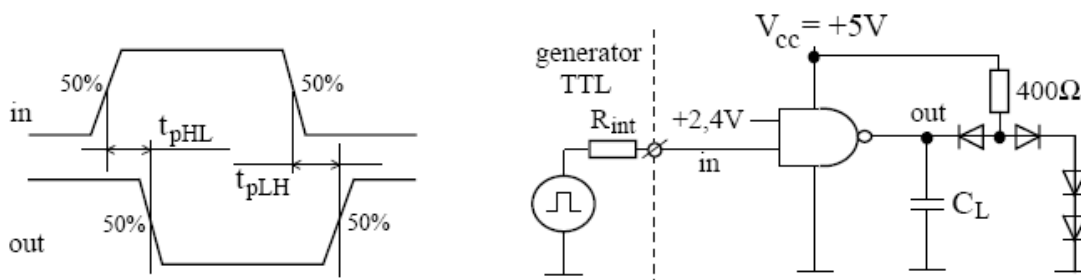 50%
50%
in
t_pHL
t_pLH
50%
50%
out
V_cc = +5V
generator
TTL
400Ω
R_int
+2,4V
out
in
C_L